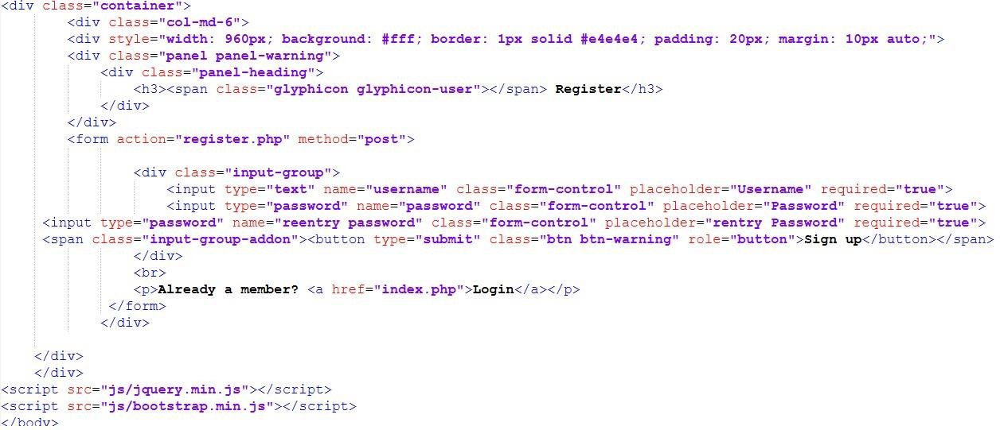 <div class="container">
<div class="col-md-6">
<div style="width: 960px; background: #fff; border: 1px solid #e4e4e4; padding: 20px; margin: 10px auto;">
<div class="panel panel-warning">
<div class="panel-heading">
<h3><span class="glyphicon glyphicon-user"></span> Register</h3>
</div>
</div>
<form action="register.php" method="post">
<div class="input-group">
<input type="text" name="username" class="form-control" placeholder="Username" required="true">
<input type="password" name="password" class="form-control" placeholder="Password" required="true">
<input type="password" name="reentry password" class="form-control" placeholder="rentry Password" required="true">
<span class="input-group-addon"><button type="submit" class="btn btn-warning" role="button">Sign up</button></span>
</div>
<br>
<p>Already a member? <a href="index.php">Login</a></p>
</form>
</div>
</div>
</div>
<script src="js/jquery.min.js"></script>
<script src="js/bootstrap.min.js"></script>
</body>